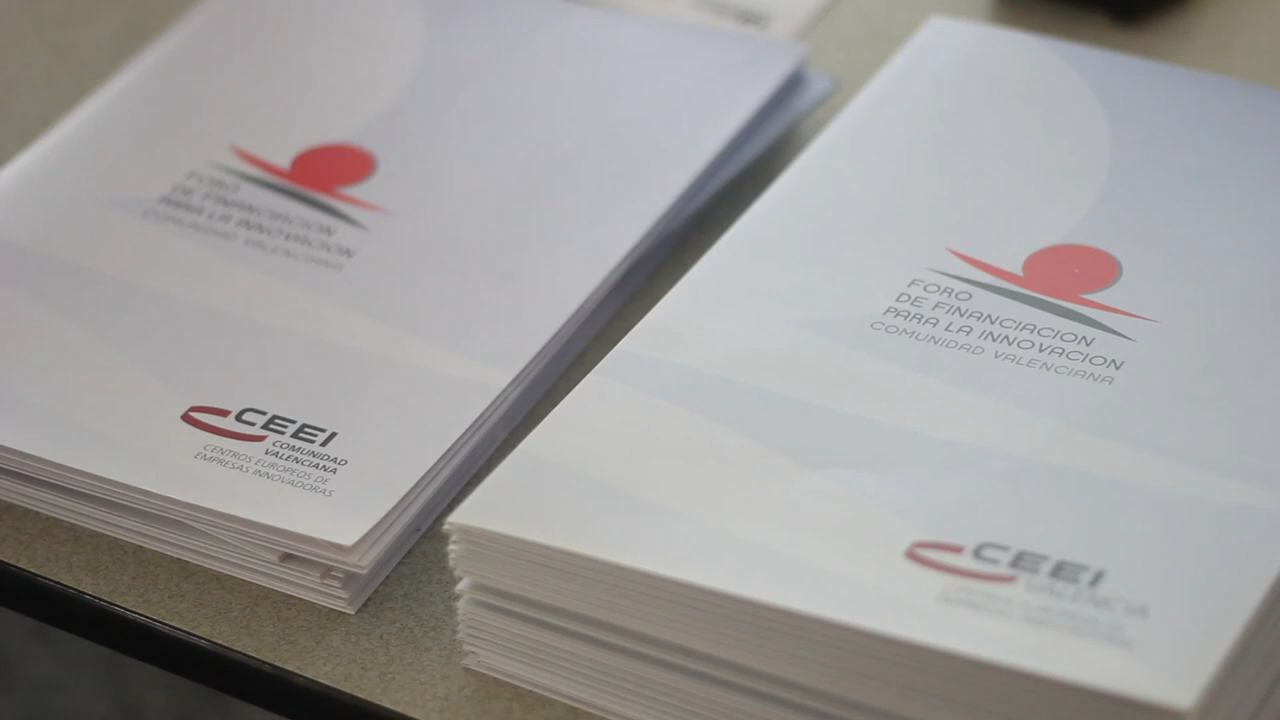 FORO
DE FINANCIACION
PARA LA INNOVACION
COMUNIDAD VALENCIANA
CEEI
COMUNIDAD
VALENCIANA
CENTROS EUROPEOS DE
EMPRESAS INNOVADORAS
FORO
DE FINANCIACION
PARA LA INNOVACION
COMUNIDAD VALENCIANA
CEEI
VALENCIA